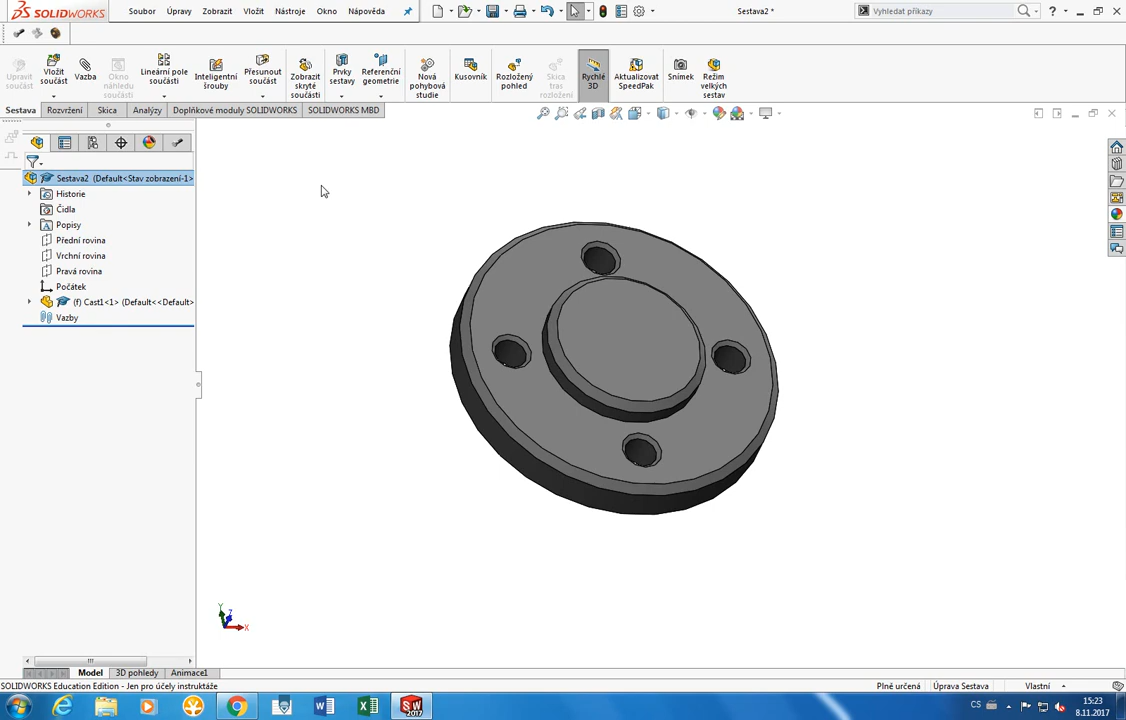 SOLIDWORKS Soubor Úpravy Zobrazit Vložit Nástroje Okno Nápověda Sestava2 * Vyhledat příkazy ?
Upravit součást Vložit součást Vazba Okno náhledu součásti Lineární pole součásti Inteligentní šrouby Přesunout součást Zobrazit skryté součásti Prvky sestavy Referenční geometrie Nová pohybová studie Kusovník Rozložený pohled Skica tras rozložení Rychlé 3D Aktualizovat SpeedPak Snímek Režim velkých sestav
Sestava Rozvržení Skica Analýzy Doplňkové moduly SOLIDWORKS SOLIDWORKS MBD
Sestava2 (Default<Stav zobrazení-1>
Historie
Čidla
Popisy
Přední rovina
Vrchní rovina
Pravá rovina
Počátek
(f) Cast1<1> (Default<<Default>
Vazby
Y
Z
X
Model 3D pohledy Animace1
SOLIDWORKS Education Edition - Jen pro účely instruktáže Plné určená Úprava Sestava Vlastní
SW 2017 CS 15:23
8.11.2017